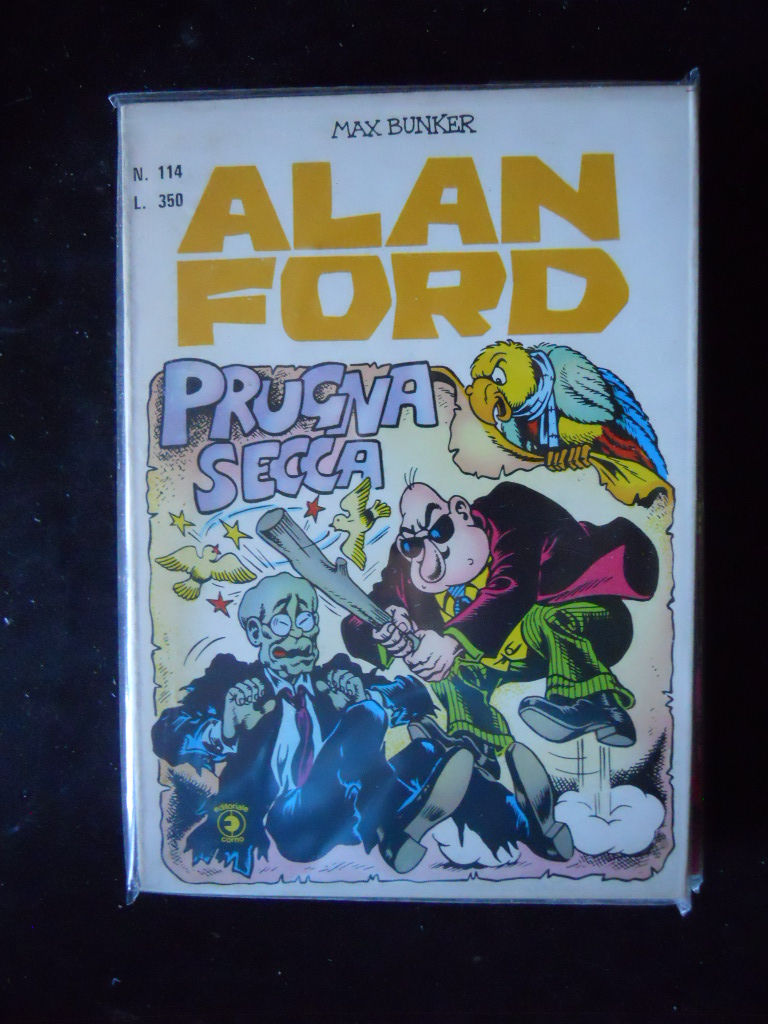 MAX BUNKER
N. 114
L. 350
ALAN
FORD
PRUGNA
SECCA
editoriale
corno